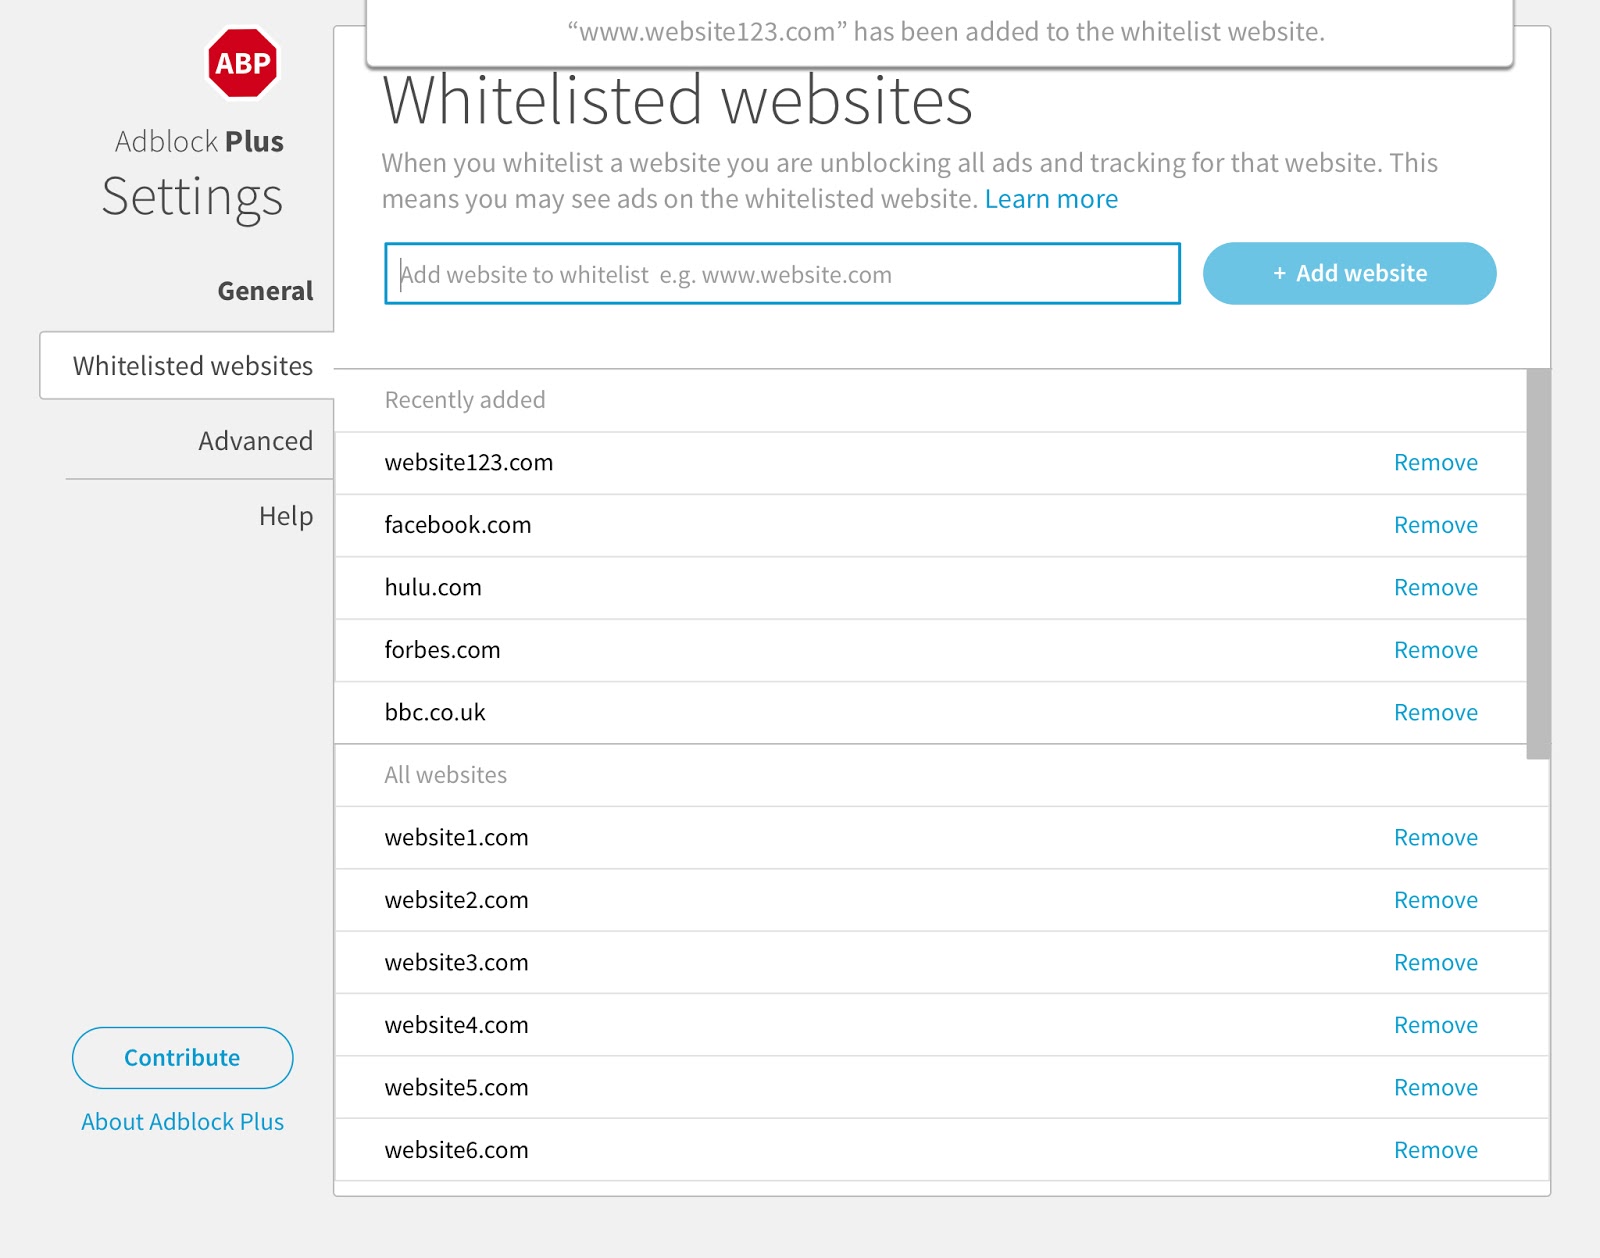 “www.website123.com” has been added to the whitelist website.
ABP
Adblock Plus
Settings
General
Whitelisted websites
Advanced
Help
Contribute
About Adblock Plus
Whitelisted websites
When you whitelist a website you are unblocking all ads and tracking for that website. This
means you may see ads on the whitelisted website. Learn more
Add website to whitelist e.g. www.website.com
+ Add website
Recently added
website123.com Remove
facebook.com Remove
hulu.com Remove
forbes.com Remove
bbc.co.uk Remove
All websites
website1.com Remove
website2.com Remove
website3.com Remove
website4.com Remove
website5.com Remove
website6.com Remove